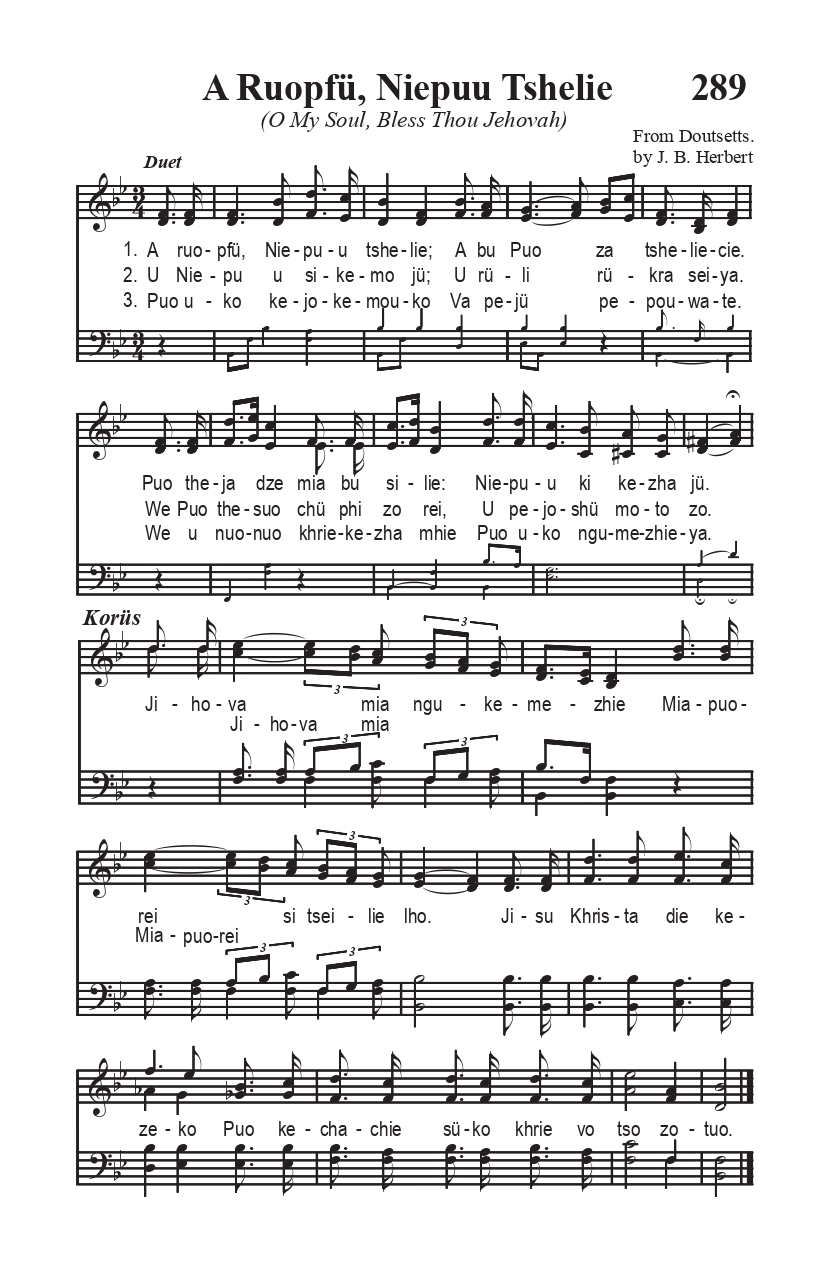 A Ruopfü, Niepuu Tshelie 289
(O My Soul, Bless Thou Jehovah)
From Doutsetts.
by J. B. Herbert
Duet
1. A ruopfü, Nie-pu-u tshe-lie; A bu Puo za tshe-lie-cie.
2. U Nie-pu u si-ke-mo jü; U rü-li rü-kra sei-ya.
3. Puo u-ko ke-jo-ke-mou-ko Va pe-jü pe-pou-wa-te.
Puo the-ja dze mia bu si-lie: Nie-pu-u ki ke-zha jü.
We Puo the-suo chü phi zo rei, U pe-jo-shü mo-to zo.
We u nuo-nuo khrie-ke-zha mhie Puo u-ko ngu-me-zhie-ya.
Korüs
3 3
Ji-ho-va mia ngu-ke-me-zhie Mia-puo-
Ji-ho-va mia
3 3
3 3
rei si tsei-lie lho. Ji-su Khris-ta die ke-
Mia-puo-rei
3 3
ze-ko Puo ke-cha-chie sü-ko khrie vo tso zo-tuo.